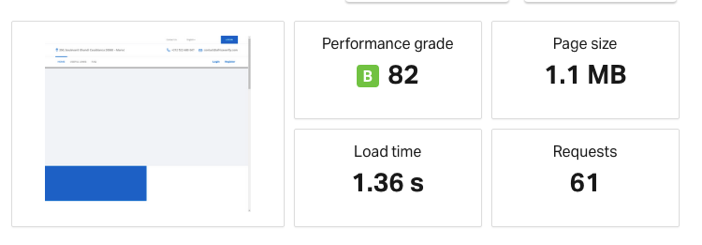 Performance grade
B 82
Page size
1.1 MB
Load time
1.36 s
Requests
61